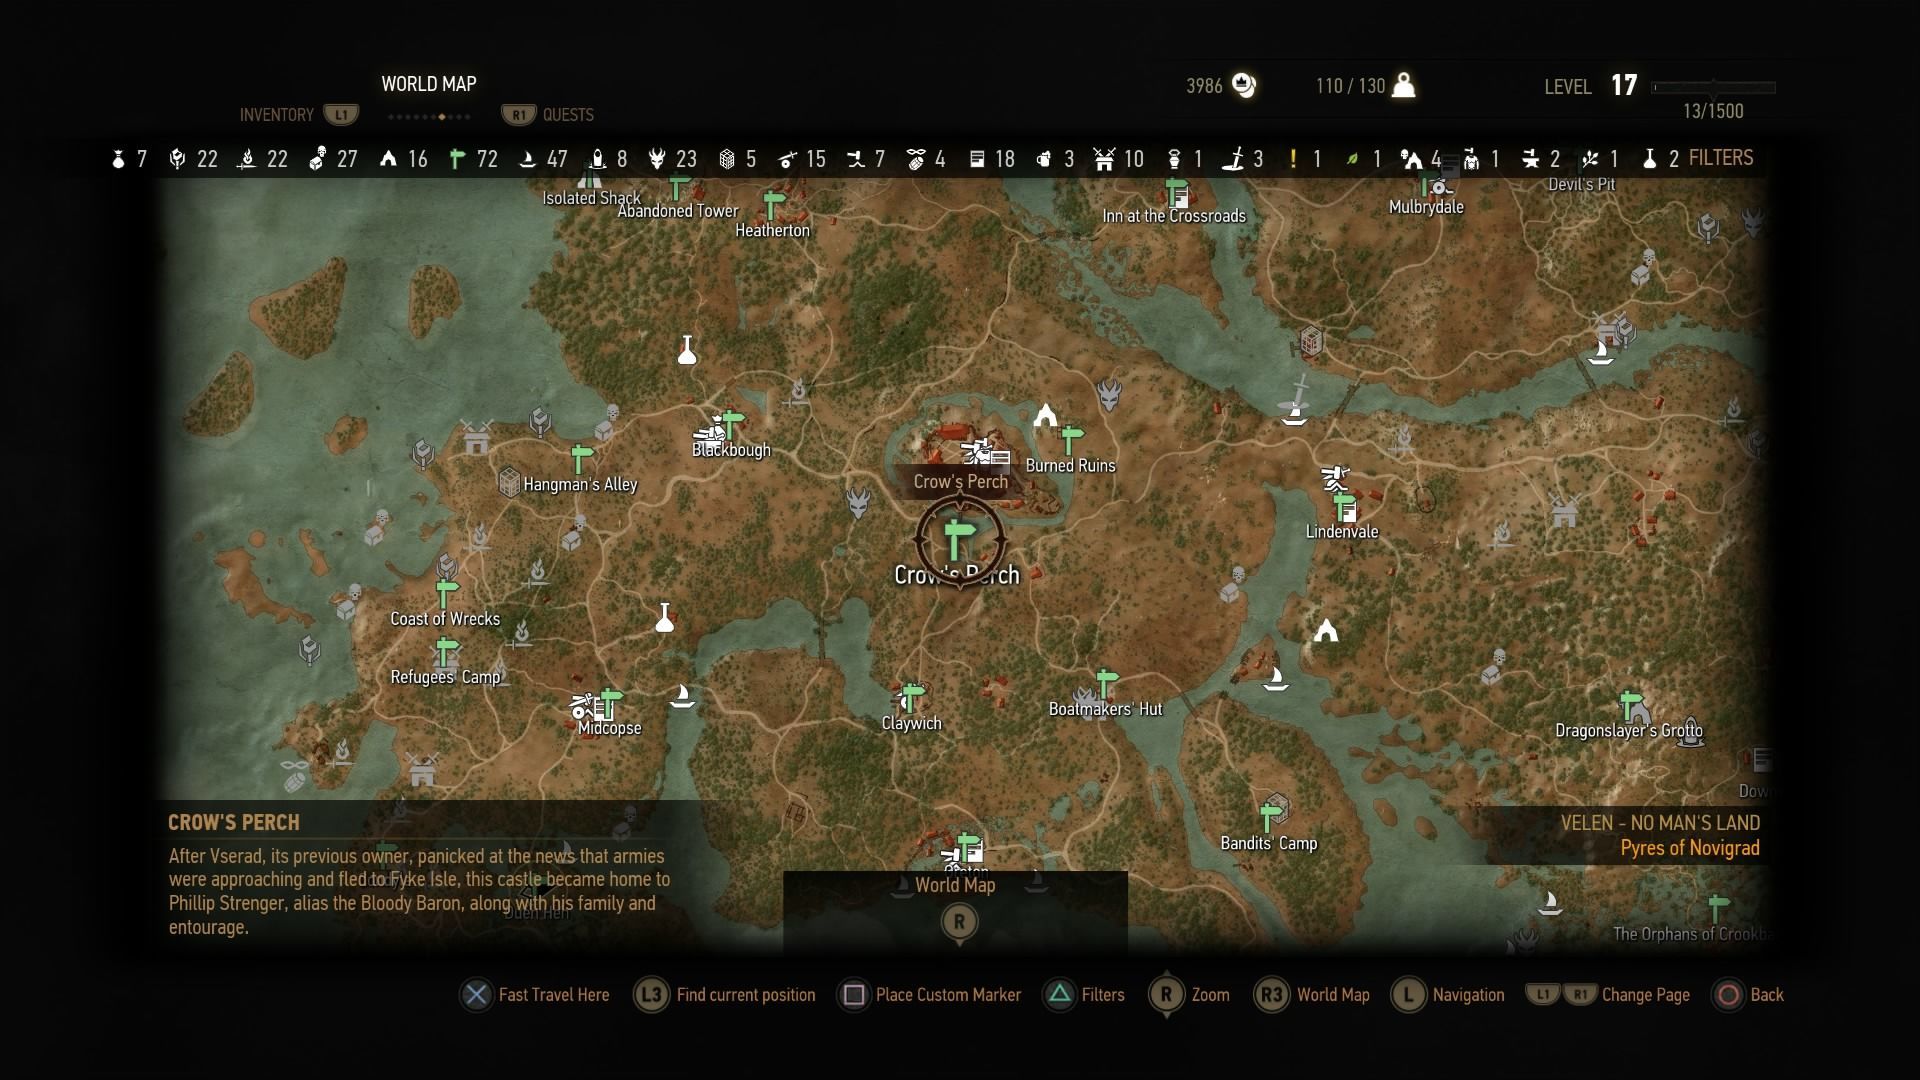 WORLD MAP
3986
110 / 130
LEVEL 17
INVENTORY L1
R1 QUESTS
13/1500
7 22 22 27 16 72 47 8 23 5 15 7 4 18 3 10 1 3 1 1 4 1 2 1 2 FILTERS
Isolated Shack
Abandoned Tower
Heatherton
Inn at the Crossroads
Mulbrydale
Devil's Pit
Blackbough
Burned Ruins
Hangman's Alley
Crow's Perch
Lindenvale
Crow's Perch
Coast of Wrecks
Refugees' Camp
Midcopse
Claywich
Boatmakers' Hut
Dragonslayer's Grotto
Bandits' Camp
CROW'S PERCH
After Vserad, its previous owner, panicked at the news that armies
were approaching and fled to Fyke Isle, this castle became home to
Phillip Strenger, alias the Bloody Baron, along with his family and
entourage.
World Map
R
VELEN - NO MAN'S LAND
Pyres of Novigrad
The Orphans of Crookba
Fast Travel Here
L3 Find current position
Place Custom Marker
Filters
R Zoom
R3 World Map
L Navigation
L1 R1 Change Page
Back